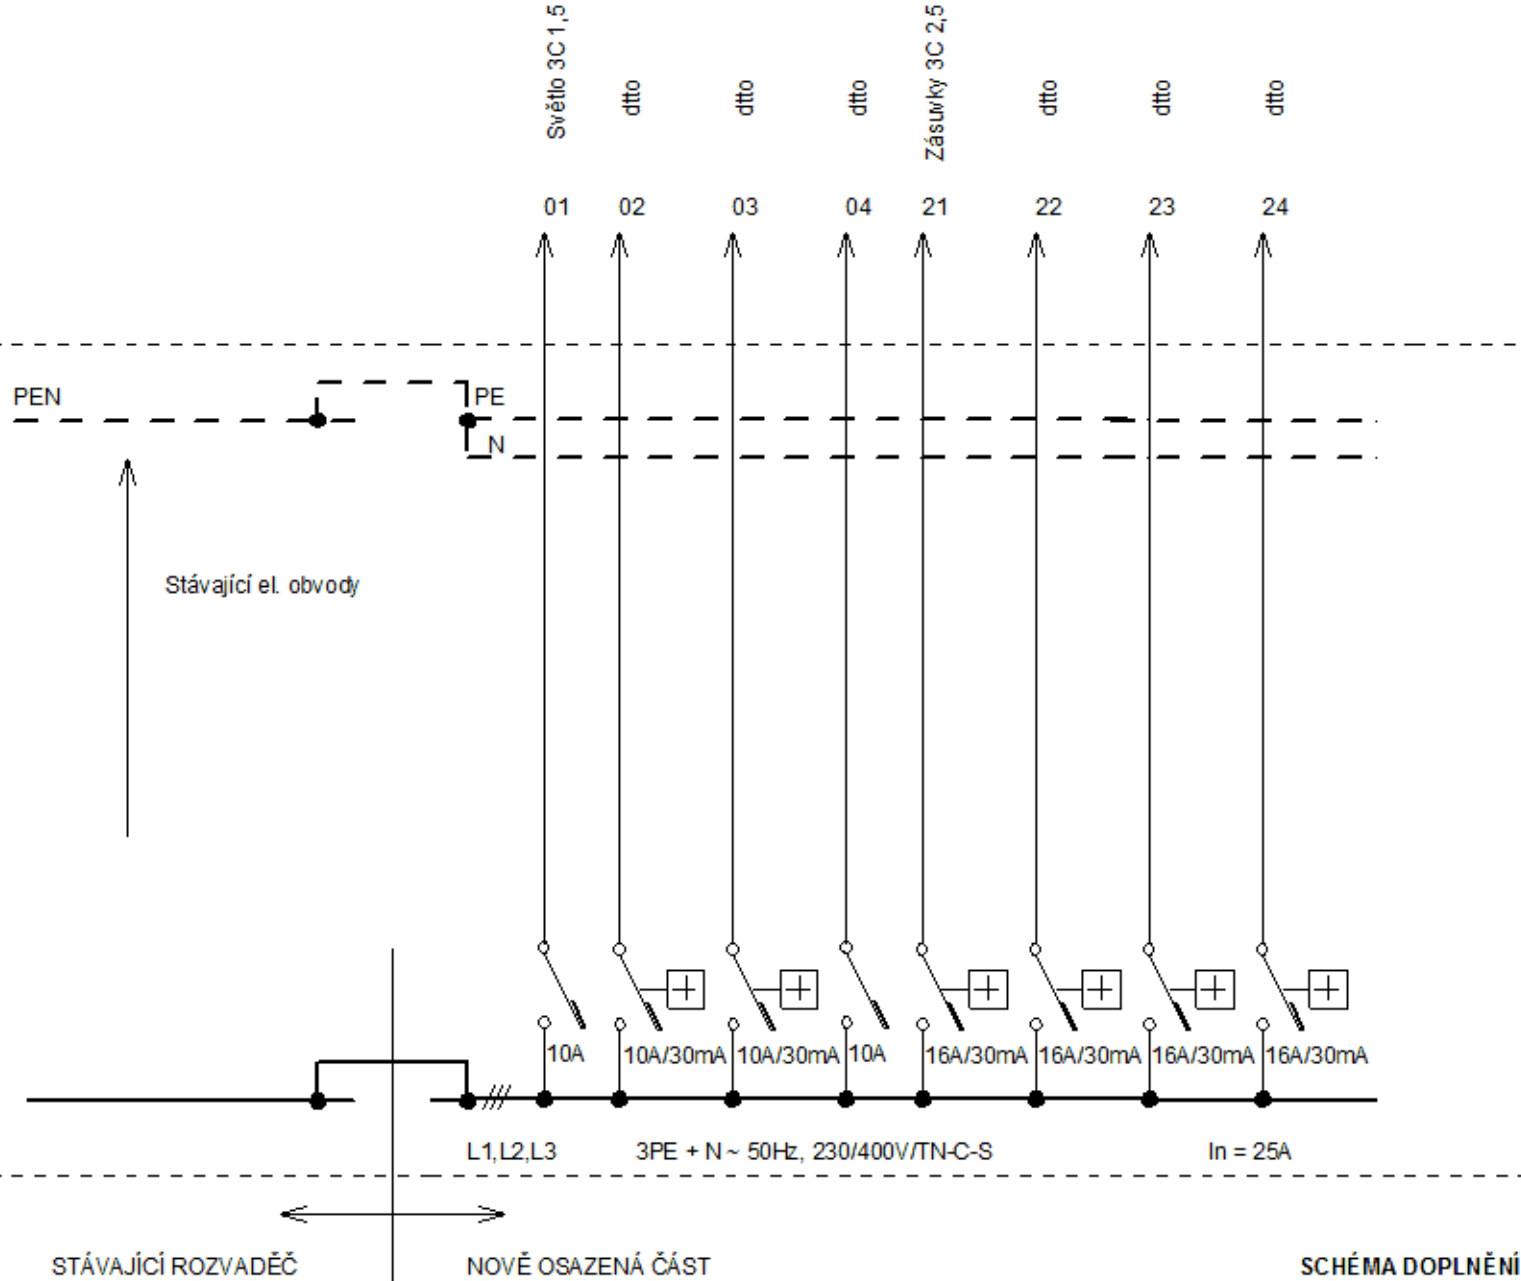 Světlo 3C 1,5
dtto
dtto
dtto
Zásuvky 3C 2,5
dtto
dtto
dtto
01 02 03 04 21 22 23 24
PEN
PE
N
Stávající el. obvody
10A 10A/30mA 10A/30mA 10A 16A/30mA 16A/30mA 16A/30mA 16A/30mA
L1,L2,L3 3PE + N ~ 50Hz, 230/400V/TN-C-S In = 25A
STÁVAJÍCÍ ROZVADĚČ NOVĚ OSAZENÁ ČÁST SCHÉMA DOPLNĚNÍ